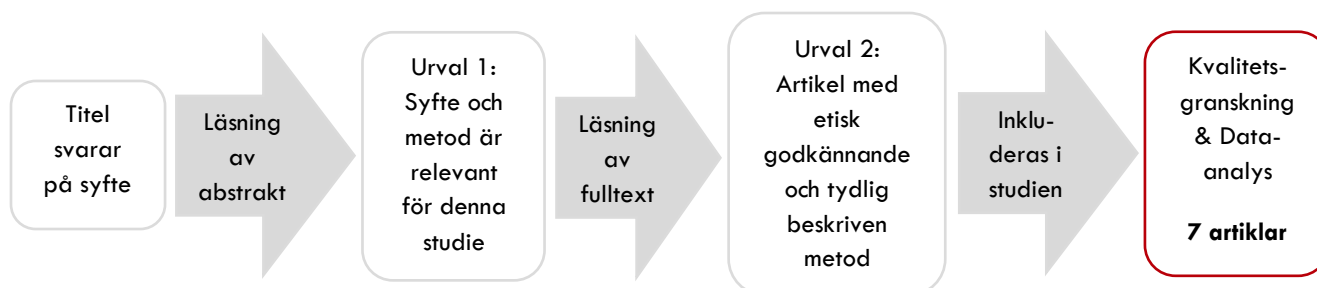 Titel
svarar
på syfte
Läsning
av
abstrakt
Urval 1:
Syfte och
metod är
relevant
för denna
studie
Läsning
av
fulltext
Urval 2:
Artikel med
etisk
godkännande
och tydlig
beskriven
metod
Inklu-
deras i
studien
Kvalitets-
granskning
& Data-
analys
7 artiklar